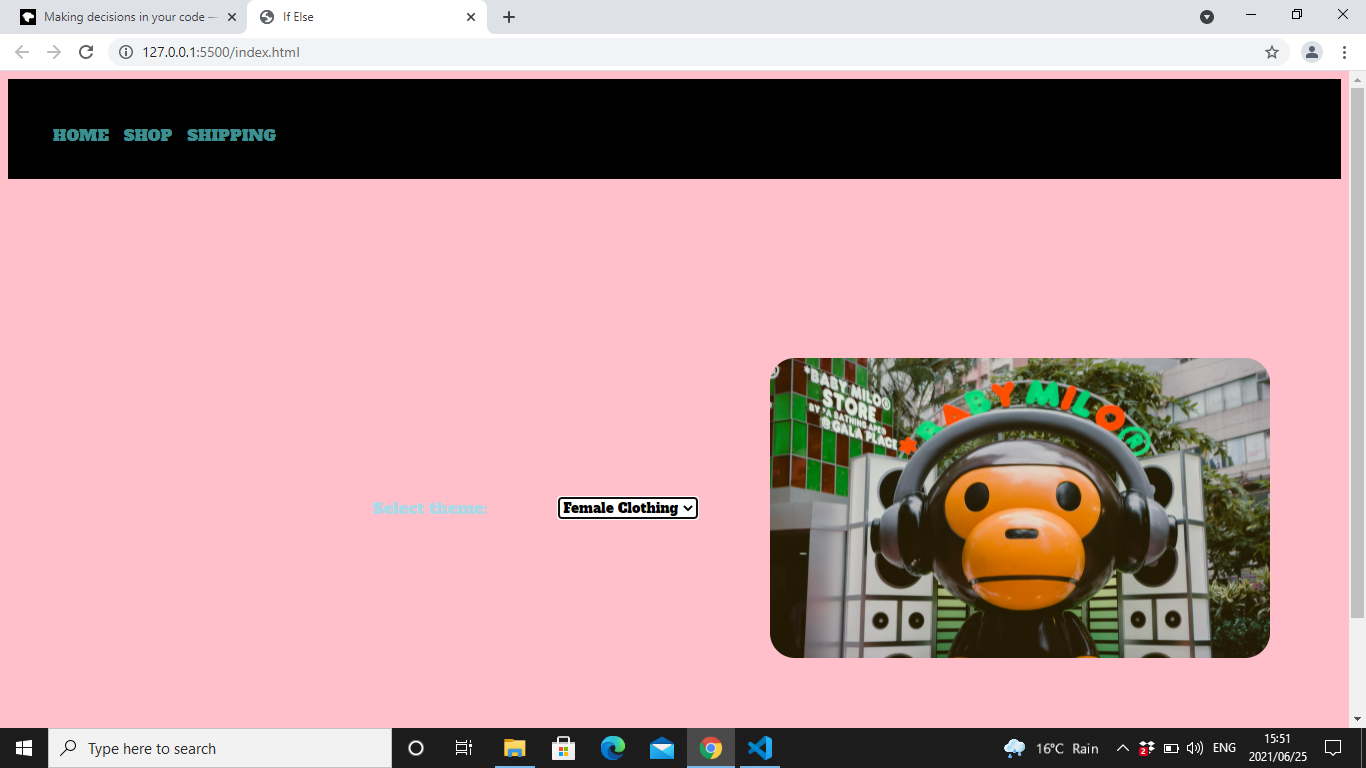 Making decisions in your code —
If Else
127.0.0.1:5500/index.html
HOME SHOP SHIPPING
*BABY MILO®
STORE
BY *A BATHING APE®
@GALA PLACE*
*BABY MILO®
Select theme:
Female Clothing
Type here to search
2
16°C Rain
ENG
15:51
2021/06/25